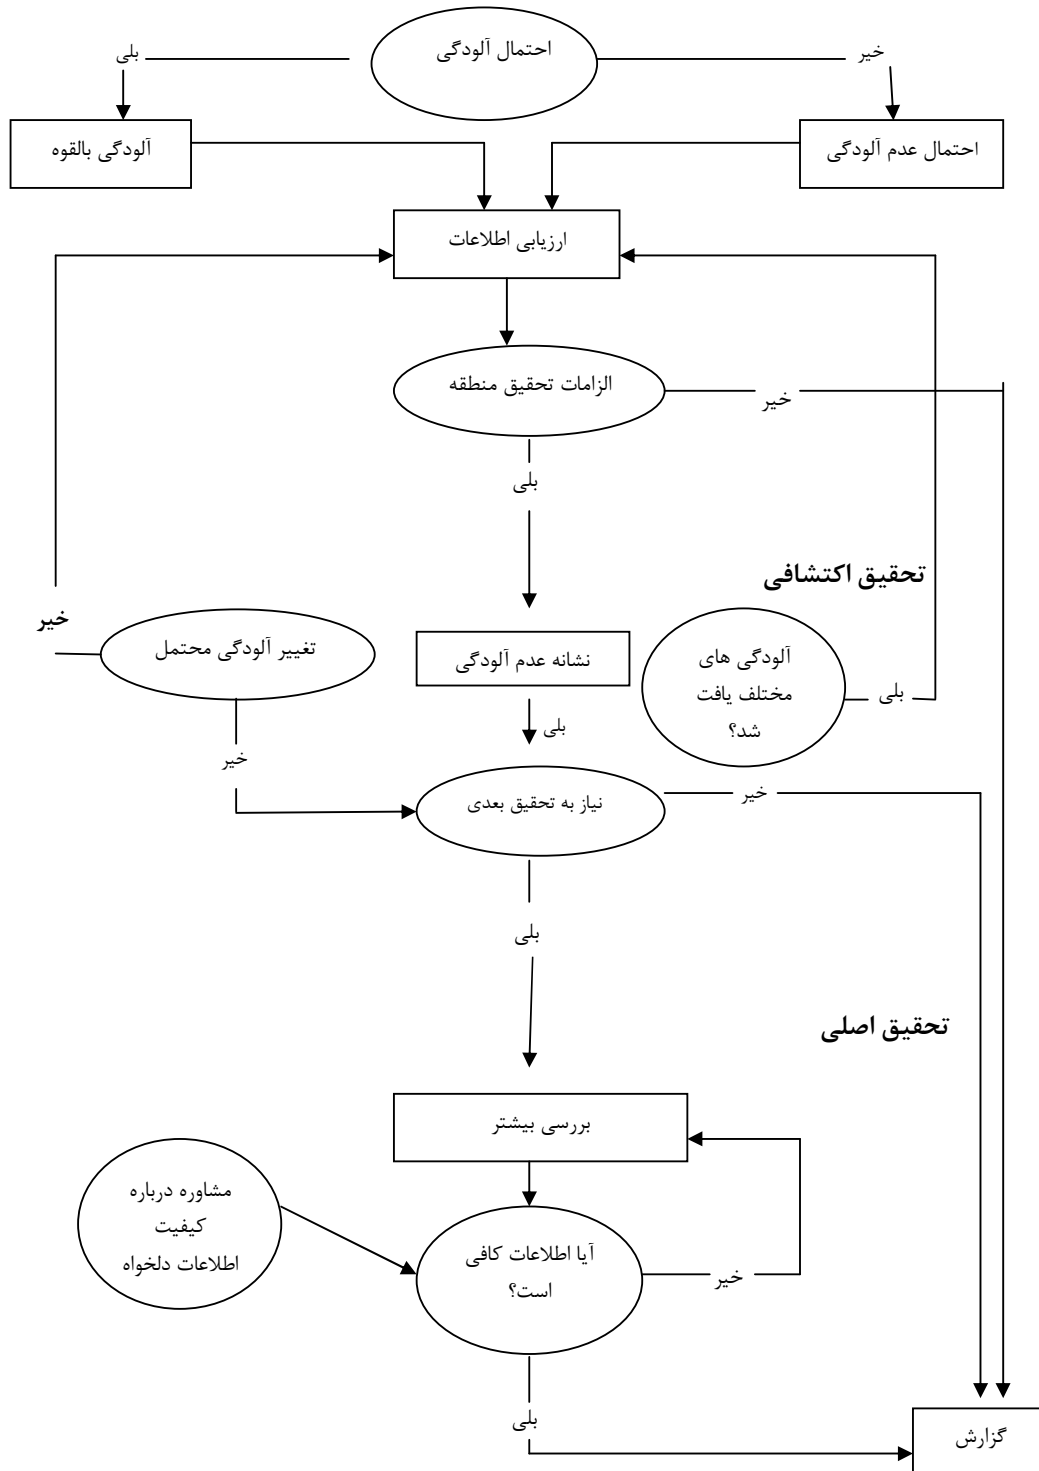 احتمال آلودگی
بلی
خیر
آلودگی بالقوه
احتمال عدم آلودگی
ارزیابی اطلاعات
الزامات تحقیق منطقه
خیر
بلی
تحقیق اکتشافی
خیر
تغییر آلودگی محتمل
نشانه عدم آلودگی
آلودگی های
مختلف یافت
شد؟
بلی
بلی
خیر
نیاز به تحقیق بعدی
خیر
بلی
تحقیق اصلی
بررسی بیشتر
مشاوره درباره
کیفیت
اطلاعات دلخواه
آیا اطلاعات کافی
است؟
خیر
بلی
گزارش